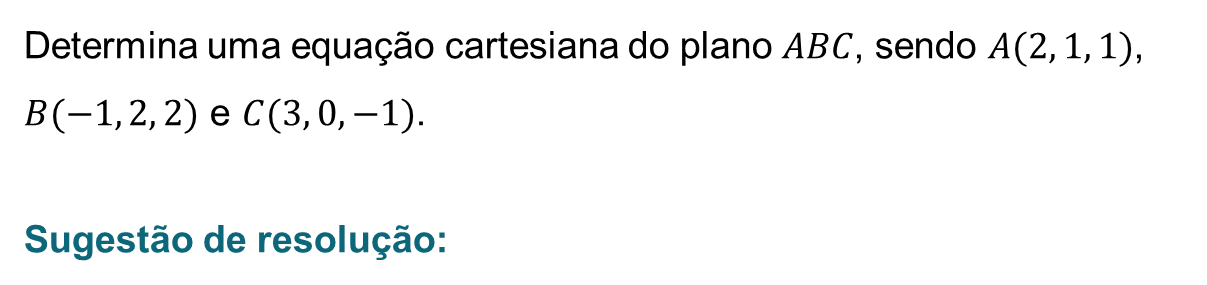 Determina uma equação cartesiana do plano ABC, sendo A(2, 1, 1),
B(−1, 2, 2) e C(3, 0, −1).
Sugestão de resolução: